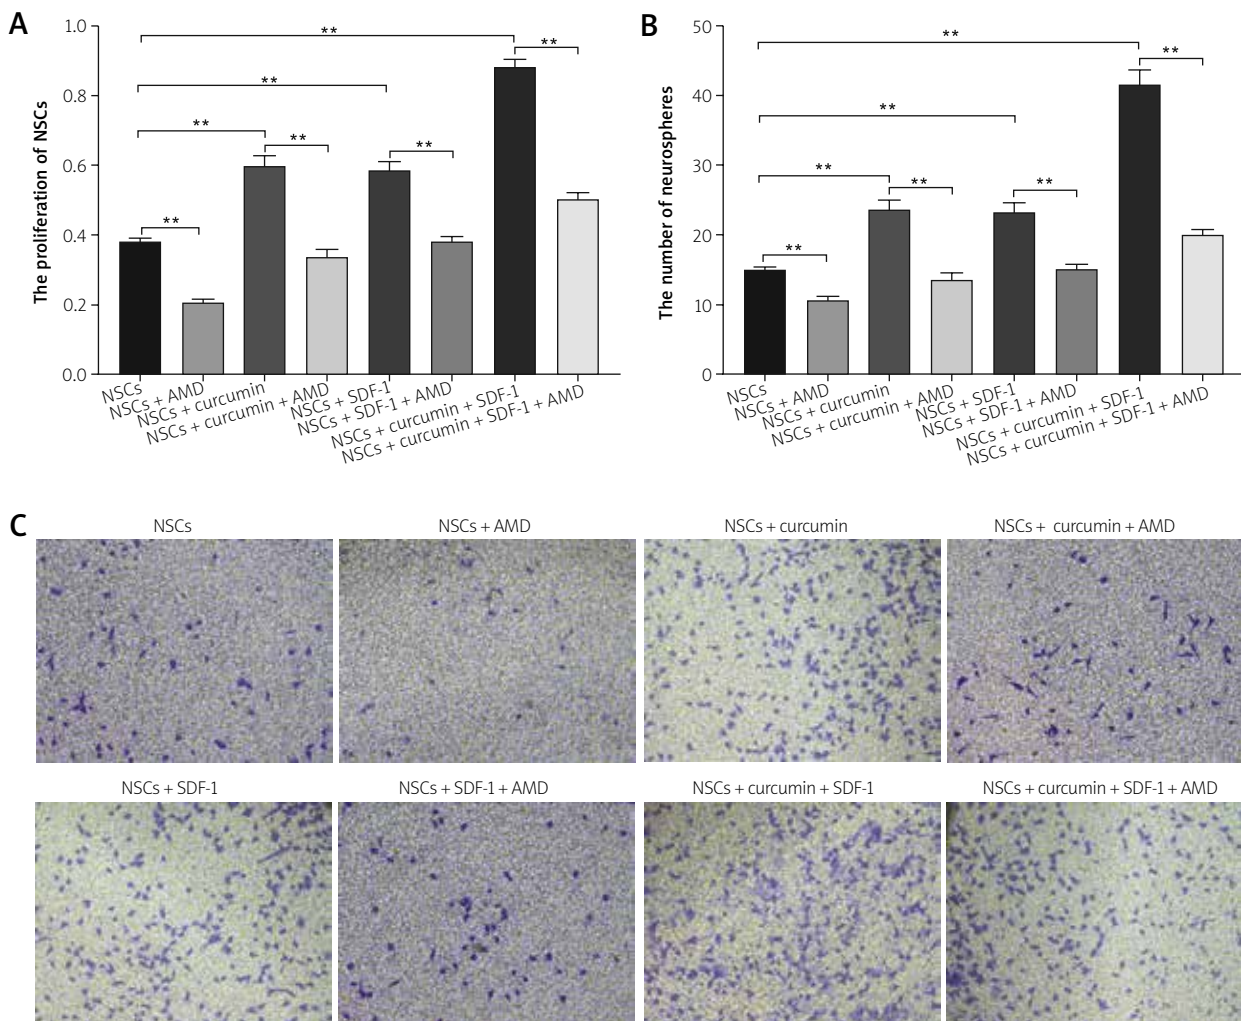 A
The proliferation of NSCs
1.0
0.8
0.6
0.4
0.2
0.0
**
**
**
**
**
**
**
NSCs
NSCs + AMD
NSCs + curcumin
NSCs + curcumin + AMD
NSCs + SDF-1
NSCs + SDF-1 + AMD
NSCs + curcumin + SDF-1
NSCs + curcumin + SDF-1 + AMD
B
The number of neurospheres
50
40
30
20
10
0
**
**
**
**
**
**
**
NSCs
NSCs + AMD
NSCs + curcumin
NSCs + curcumin + AMD
NSCs + SDF-1
NSCs + SDF-1 + AMD
NSCs + curcumin + SDF-1
NSCs + curcumin + SDF-1 + AMD
C
NSCs
NSCs + AMD
NSCs + curcumin
NSCs + curcumin + AMD
NSCs + SDF-1
NSCs + SDF-1 + AMD
NSCs + curcumin + SDF-1
NSCs + curcumin + SDF-1 + AMD